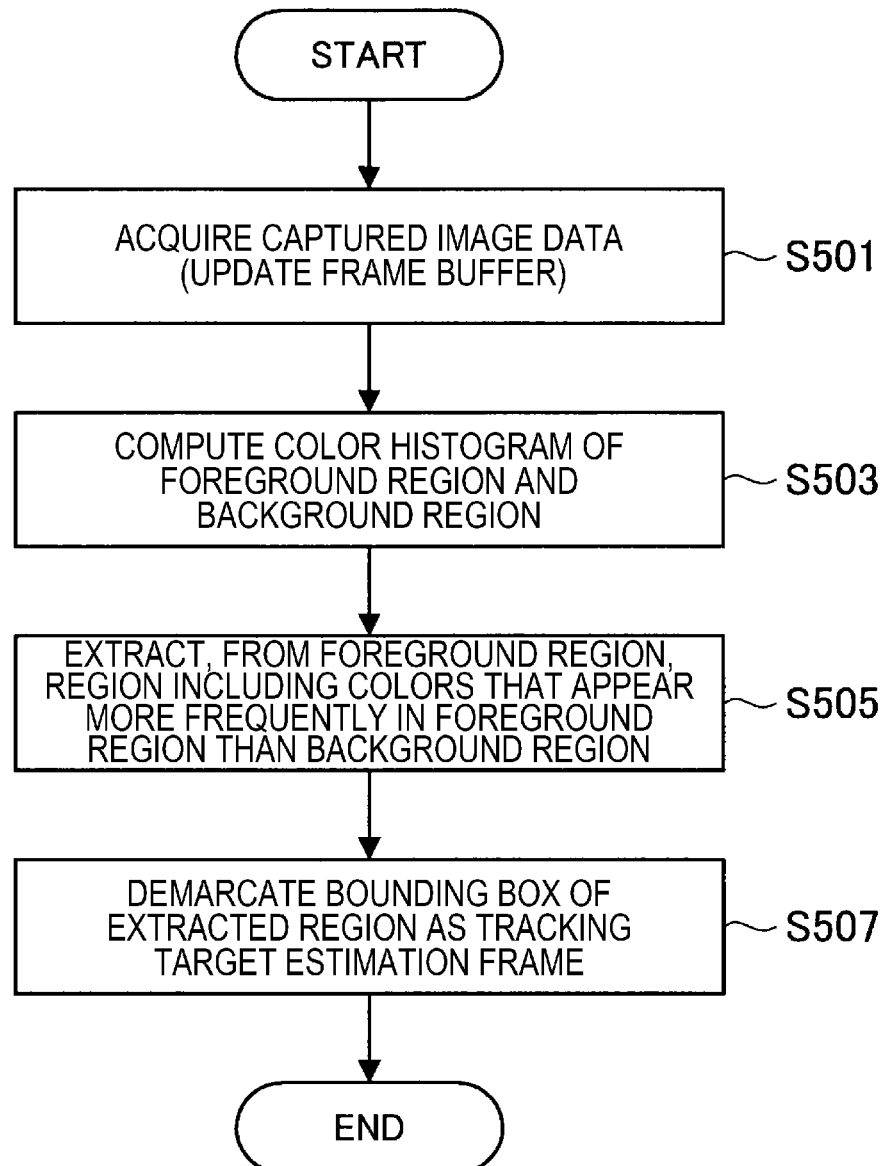 START
ACQUIRE CAPTURED IMAGE DATA
(UPDATE FRAME BUFFER)
S501
COMPUTE COLOR HISTOGRAM OF
FOREGROUND REGION AND
BACKGROUND REGION
S503
EXTRACT, FROM FOREGROUND REGION,
REGION INCLUDING COLORS THAT APPEAR
MORE FREQUENTLY IN FOREGROUND
REGION THAN BACKGROUND REGION
S505
DEMARCATE BOUNDING BOX OF
EXTRACTED REGION AS TRACKING
TARGET ESTIMATION FRAME
S507
END